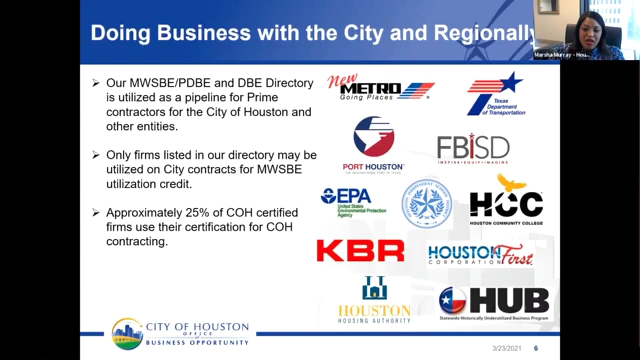 Doing Business with the City and Regionally
Marsha Murray - Hou...
Our MWSBE/PDBE and DBE Directory
is utilized as a pipeline for Prime
contractors for the City of Houston and
other entities.
Only firms listed in our directory may be
utilized on City contracts for MWSBE
utilization credit.
Approximately 25% of COH certified
firms use their certification for COH
contracting.
New
METRO
Going Places
Texas
Department
of Transportation
PORT HOUSTON
FBISD
INSPIRE•EQUIP•IMAGINE
EPA
United States
Environmental Protection
Agency
HCC
HOUSTON COMMUNITY COLLEGE
KBR
HOUSTON First
CORPORATION
HOUSTON
HOUSING AUTHORITY
HUB
Statewide Historically Underutilized Business Program
CITY OF HOUSTON
OFFICE
OF
BUSINESS OPPORTUNITY
3/23/2021 6